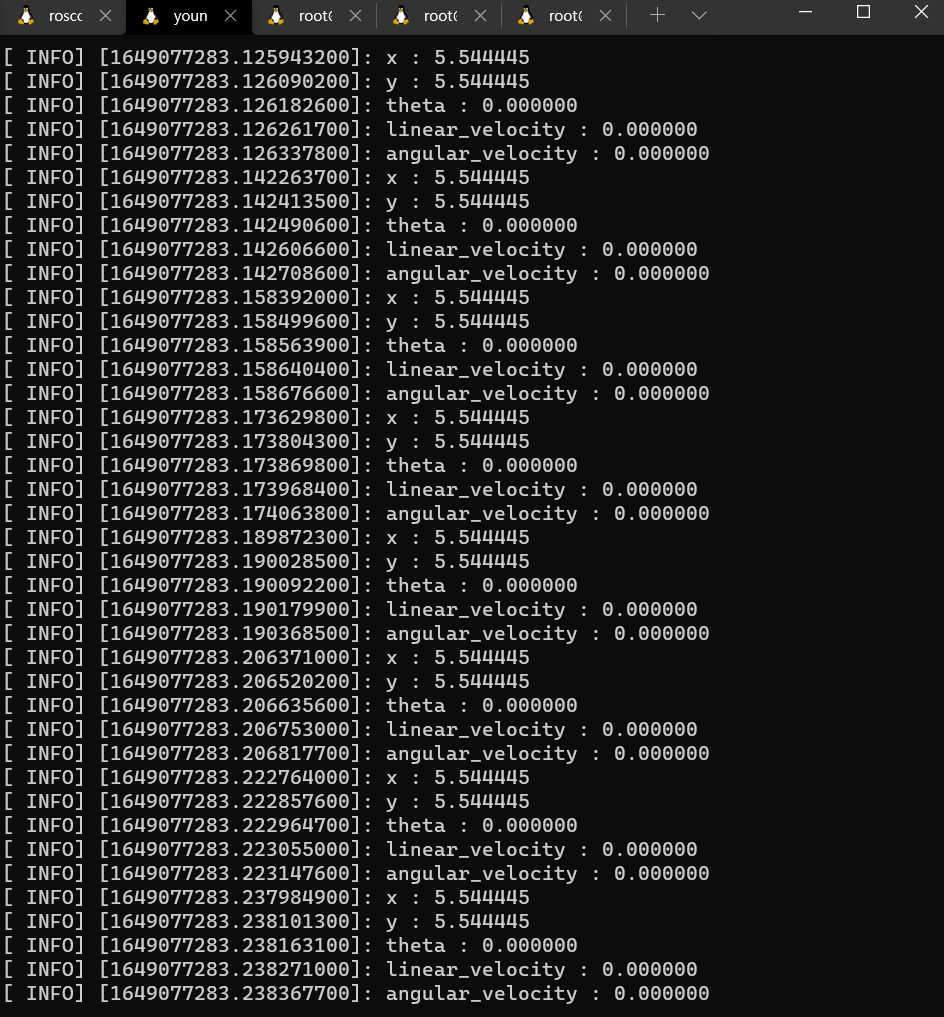 roscc youn root( root( root(
[ INFO] [1649077283.125943200]: x : 5.544445
[ INFO] [1649077283.126090200]: y : 5.544445
[ INFO] [1649077283.126182600]: theta : 0.000000
[ INFO] [1649077283.126261700]: linear_velocity : 0.000000
[ INFO] [1649077283.126337800]: angular_velocity : 0.000000
[ INFO] [1649077283.142263700]: x : 5.544445
[ INFO] [1649077283.142413500]: y : 5.544445
[ INFO] [1649077283.142490600]: theta : 0.000000
[ INFO] [1649077283.142606600]: linear_velocity : 0.000000
[ INFO] [1649077283.142708600]: angular_velocity : 0.000000
[ INFO] [1649077283.158392000]: x : 5.544445
[ INFO] [1649077283.158499600]: y : 5.544445
[ INFO] [1649077283.158563900]: theta : 0.000000
[ INFO] [1649077283.158640400]: linear_velocity : 0.000000
[ INFO] [1649077283.158676600]: angular_velocity : 0.000000
[ INFO] [1649077283.173629800]: x : 5.544445
[ INFO] [1649077283.173804300]: y : 5.544445
[ INFO] [1649077283.173869800]: theta : 0.000000
[ INFO] [1649077283.173968400]: linear_velocity : 0.000000
[ INFO] [1649077283.174063800]: angular_velocity : 0.000000
[ INFO] [1649077283.189872300]: x : 5.544445
[ INFO] [1649077283.190028500]: y : 5.544445
[ INFO] [1649077283.190092200]: theta : 0.000000
[ INFO] [1649077283.190179900]: linear_velocity : 0.000000
[ INFO] [1649077283.190368500]: angular_velocity : 0.000000
[ INFO] [1649077283.206371000]: x : 5.544445
[ INFO] [1649077283.206520200]: y : 5.544445
[ INFO] [1649077283.206635600]: theta : 0.000000
[ INFO] [1649077283.206753000]: linear_velocity : 0.000000
[ INFO] [1649077283.206817700]: angular_velocity : 0.000000
[ INFO] [1649077283.222764000]: x : 5.544445
[ INFO] [1649077283.222857600]: y : 5.544445
[ INFO] [1649077283.222964700]: theta : 0.000000
[ INFO] [1649077283.223055000]: linear_velocity : 0.000000
[ INFO] [1649077283.223147600]: angular_velocity : 0.000000
[ INFO] [1649077283.237984900]: x : 5.544445
[ INFO] [1649077283.238101300]: y : 5.544445
[ INFO] [1649077283.238163100]: theta : 0.000000
[ INFO] [1649077283.238271000]: linear_velocity : 0.000000
[ INFO] [1649077283.238367700]: angular_velocity : 0.000000